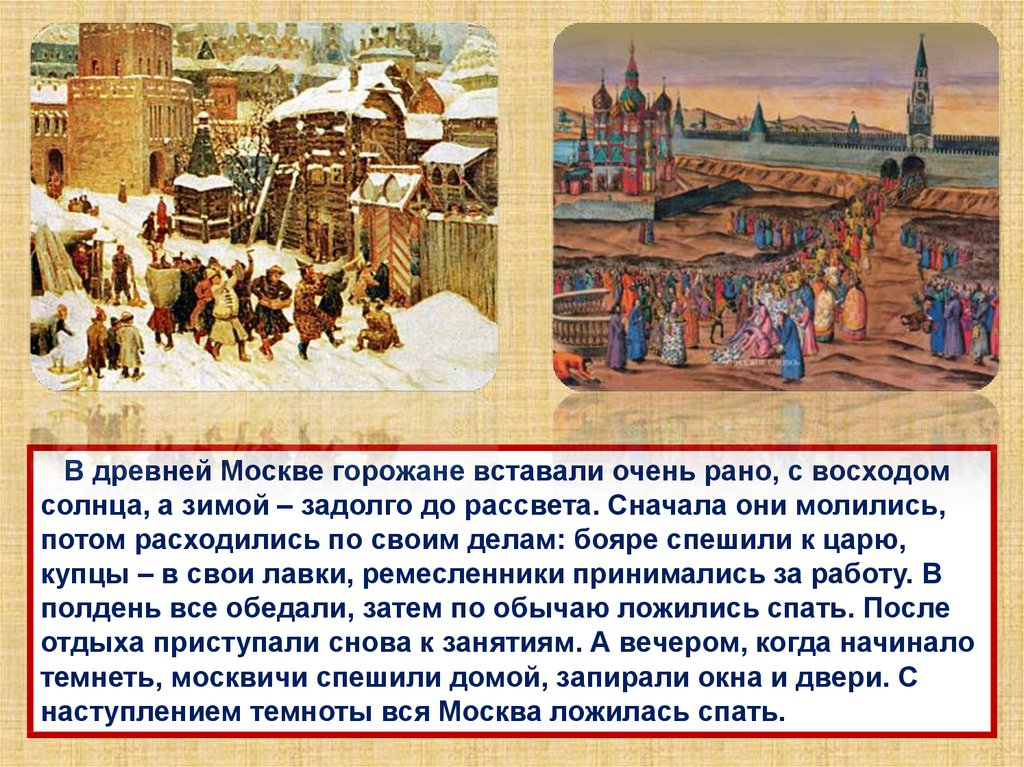 В древней Москве горожане вставали очень рано, с восходом
солнца, а зимой – задолго до рассвета. Сначала они молились,
потом расходились по своим делам: бояре спешили к царю,
купцы – в свои лавки, ремесленники принимались за работу. В
полдень все обедали, затем по обычаю ложились спать. После
отдыха приступали снова к занятиям. А вечером, когда начинало
темнеть, москвичи спешили домой, запирали окна и двери. С
наступлением темноты вся Москва ложилась спать.